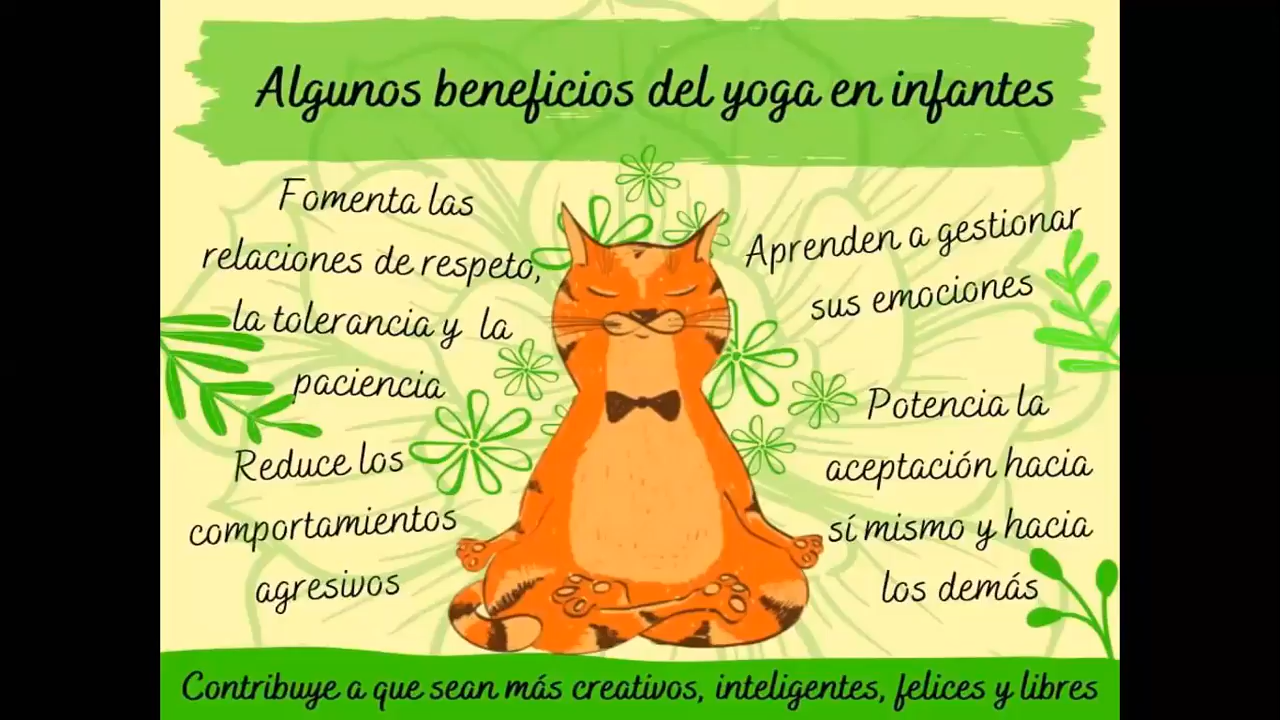 Algunos beneficios del yoga en infantes
Fomenta las
relaciones de respeto,
la tolerancia y la
paciencia
Reduce los
comportamientos
agresivos
Aprenden a gestionar
sus emociones
Potencia la
aceptación hacia
sí mismo y hacia
los demás
Contribuye a que sean más creativos, inteligentes, felices y libres